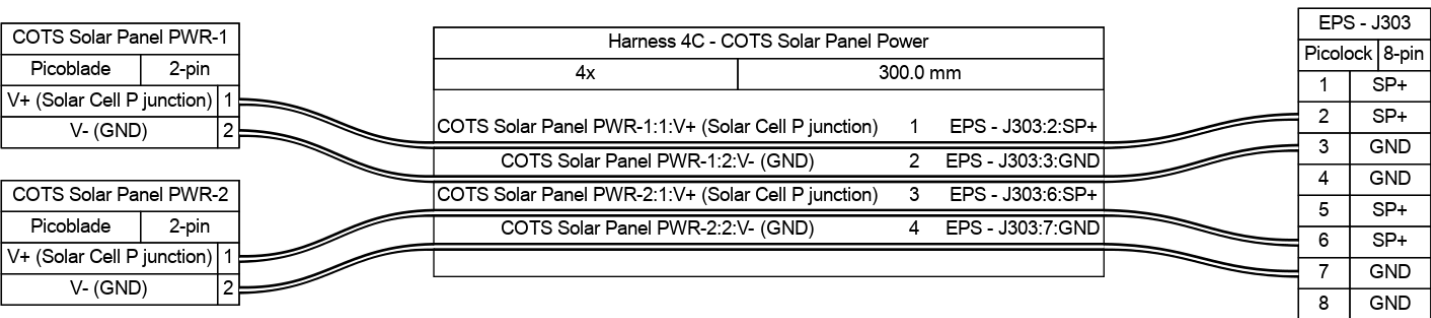 COTS Solar Panel PWR-1
Picoblade 2-pin
V+ (Solar Cell P junction) 1
V- (GND) 2
COTS Solar Panel PWR-2
Picoblade 2-pin
V+ (Solar Cell P junction) 1
V- (GND) 2
Harness 4C - COTS Solar Panel Power
4x 300.0 mm
COTS Solar Panel PWR-1:1:V+ (Solar Cell P junction) 1 EPS - J303:2:SP+
COTS Solar Panel PWR-1:2:V- (GND) 2 EPS - J303:3:GND
COTS Solar Panel PWR-2:1:V+ (Solar Cell P junction) 3 EPS - J303:6:SP+
COTS Solar Panel PWR-2:2:V- (GND) 4 EPS - J303:7:GND
EPS - J303
Picolock 8-pin
1 SP+
2 SP+
3 GND
4 GND
5 SP+
6 SP+
7 GND
8 GND